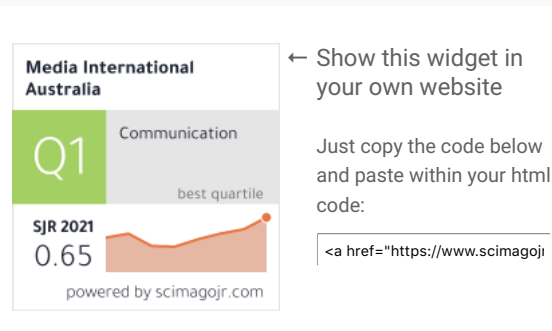 Media International
Australia
Q1
Communication
best quartile
SJR 2021
0.65
powered by scimagojr.com
← Show this widget in
your own website
Just copy the code below
and paste within your html
code:
<a href="https://www.scimagojr